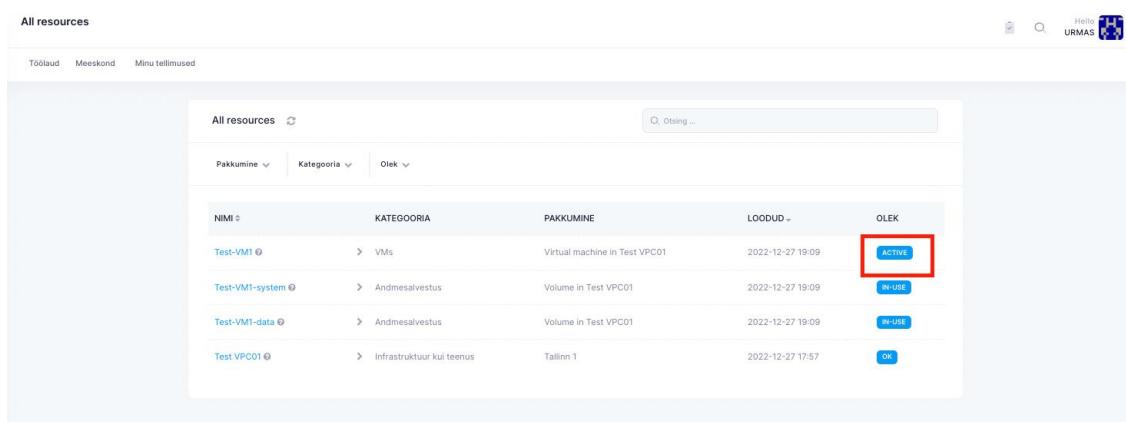 All resources
Hello
URMAS
Töölaud Meeskond Minu tellimused
All resources Otsing ...
Pakkumine Kategooria Olek
NIMI KATEGOORIA PAKKUMINE LOODUD OLEK
Test-VM1 VMs Virtual machine in Test VPC01 2022-12-27 19:09 ACTIVE
Test-VM1-system Andmesalvestus Volume in Test VPC01 2022-12-27 19:09 IN-USE
Test-VM1-data Andmesalvestus Volume in Test VPC01 2022-12-27 19:09 IN-USE
Test VPC01 Infrastruktuur kui teenus Tallinn 1 2022-12-27 17:57 OK